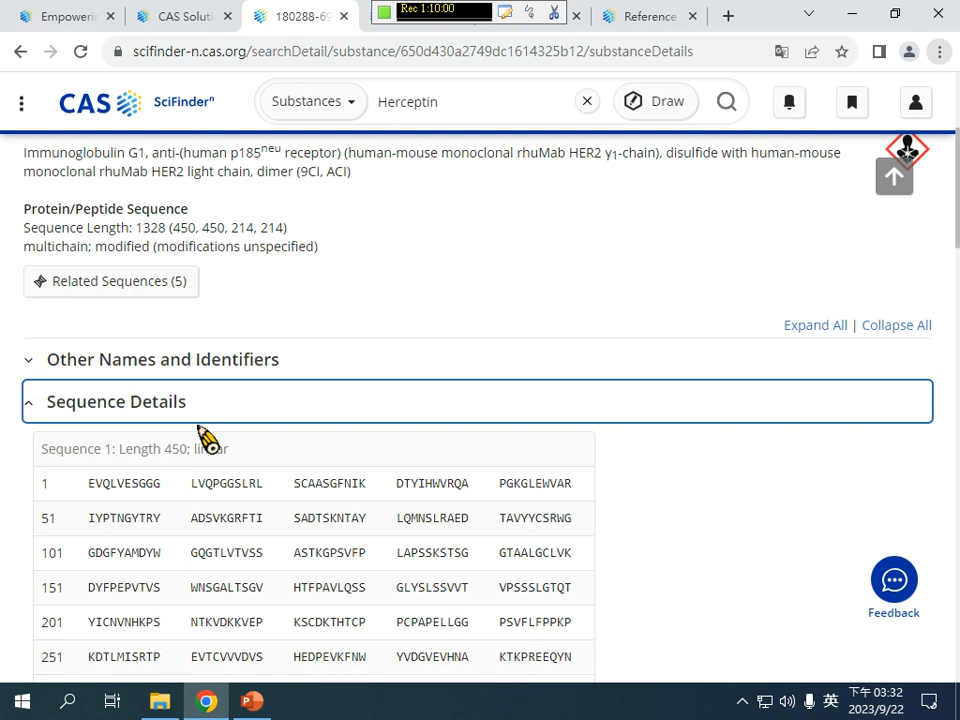 Empowerin
CAS Soluti
180288-69
Rec 1:10:00
Reference
scifinder-n.cas.org/searchDetail/substance/650d430a2749dc1614325b12/substanceDetails
CAS SciFinderⁿ
Substances
Herceptin
Draw
Immunoglobulin G1, anti-(human p185neu receptor) (human-mouse monoclonal rhuMab HER2 γ1-chain), disulfide with human-mouse
monoclonal rhuMab HER2 light chain, dimer (9CI, ACI)
Protein/Peptide Sequence
Sequence Length: 1328 (450, 450, 214, 214)
multichain; modified (modifications unspecified)
Related Sequences (5)
Expand All | Collapse All
Other Names and Identifiers
Sequence Details
Sequence 1: Length 450; linear
1 EVQLVESGGG LVQPGGSLRL SCAASGFNIK DTYIHWVRQA PGKGLEWVAR
51 IYPTNGYTRY ADSVKGRFTI SADTSKNTAY LQMNSLRAED TAVYYCSRWG
101 GDGFYAMDYW GQGTLVTVSS ASTKGPSVFP LAPSSKSTSG GTAALGCLVK
151 DYFPEPVTVS WNSGALTSGV HTFPAVLQSS GLYSLSSVVT VPSSSLGTQT
201 YICNVNHKPS NTKVDKKVEP KSCDKTHTCP PCPAPELLGG PSVFLFPPKP
251 KDTLMISRTP EVTCVVVDVS HEDPEVKFNW YVDGVEVHNA KTKPREEQYN
Feedback
英
下午 03:32
2023/9/22